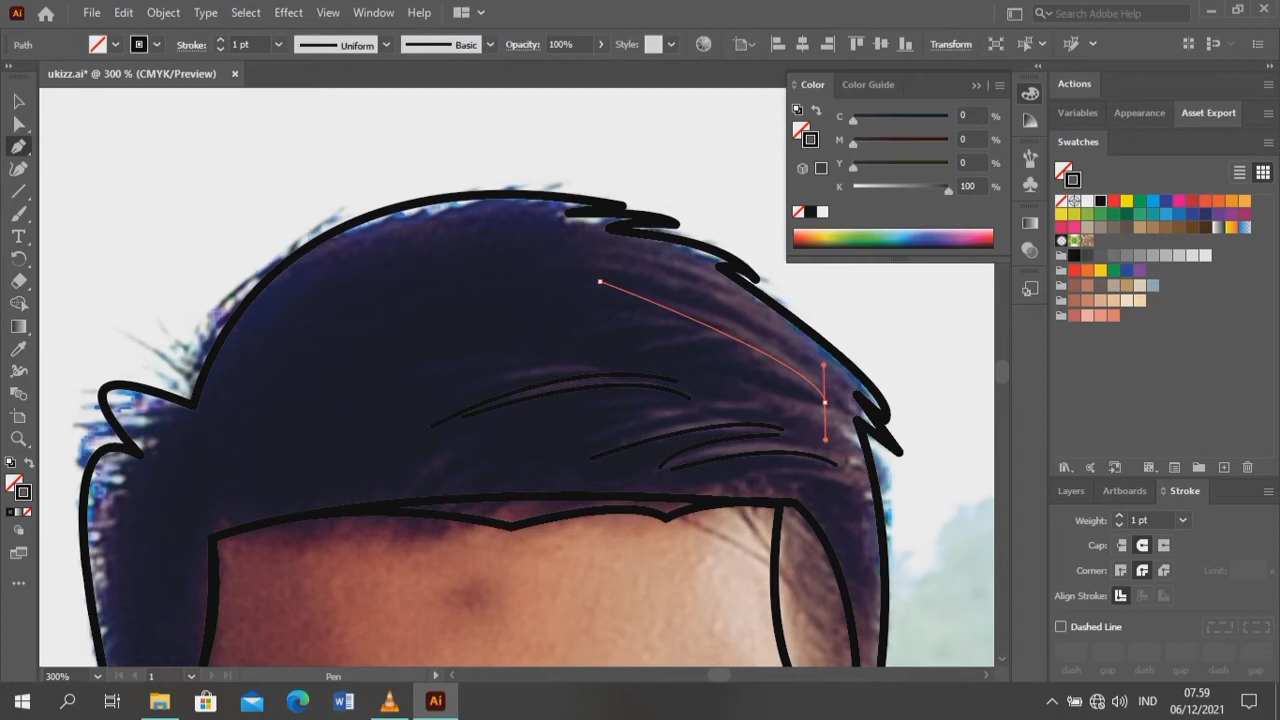 Ai File Edit Object Type Select Effect View Window Help Search Adobe Help
Path Stroke: 1 pt Uniform Basic Opacity: 100% Style: Transform
ukizz.ai* @ 300 % (CMYK/Preview) ×
Color Color Guide
C 0 %
M 0 %
Y 0 %
K 100 %
Actions
Variables Appearance Asset Export
Swatches
Layers Artboards Stroke
Weight: 1 pt
Cap:
Corner: Limit:
Align Stroke:
Dashed Line
dash gap dash gap dash gap
300% 1 Pen
Ai IND 07.59
06/12/2021